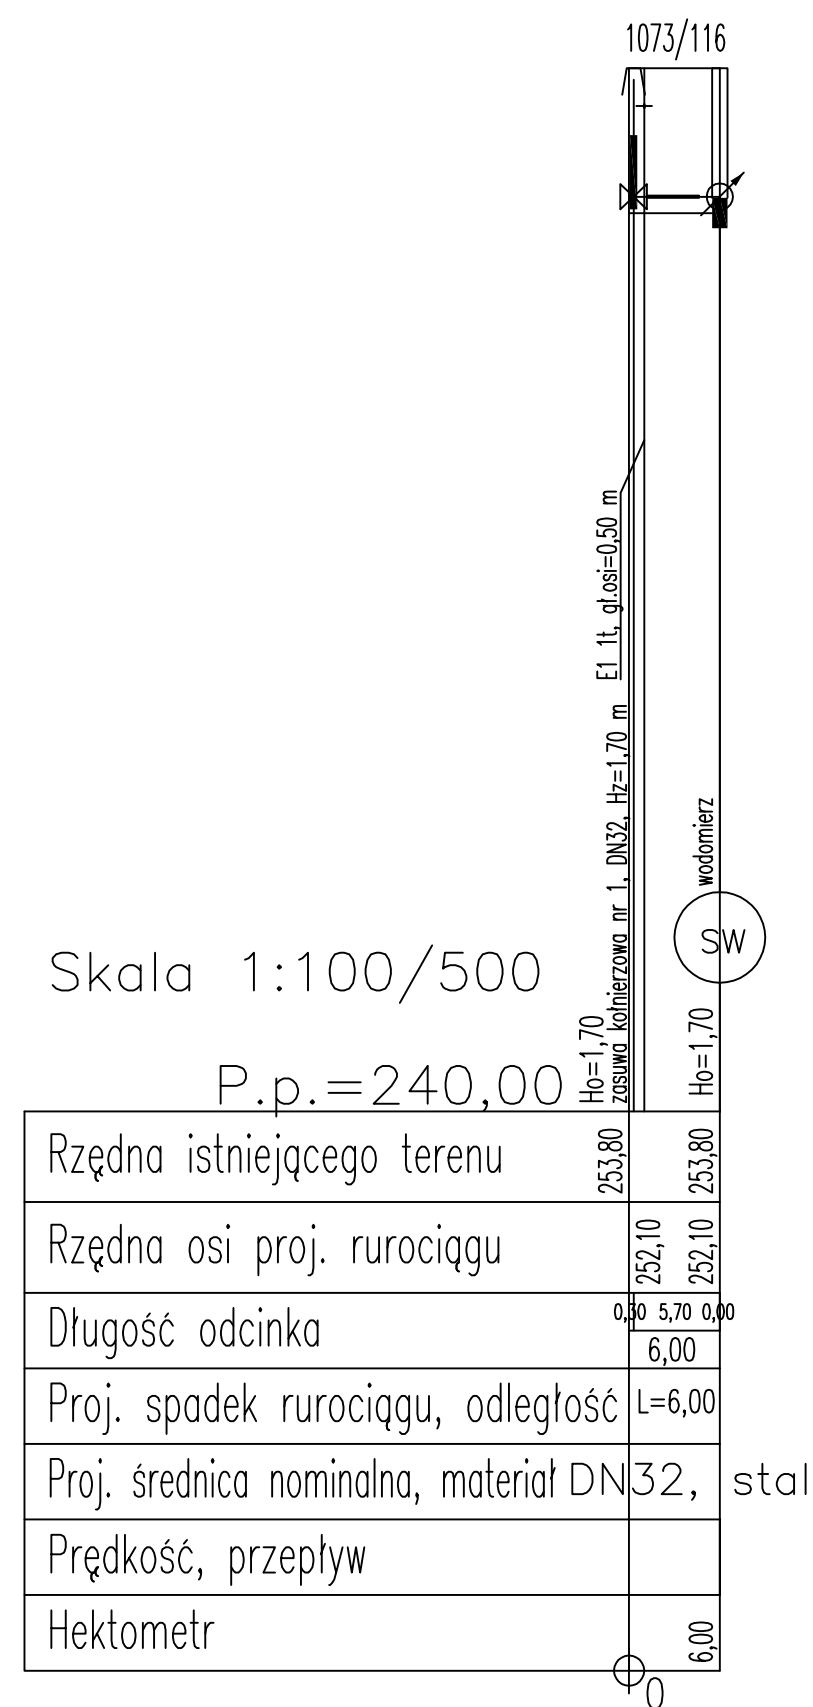 1073/116
E1 1t, gł.osi=0,50 m
zasuwa kołnierzowa nr 1, DN32, Hz=1,70 m
wodomierz
SW
Skala 1:100/500
Ho=1,70
Ho=1,70
P.p.=240,00
Rzędna istniejącego terenu 253,80 253,80
Rzędna osi proj. rurociągu 252,10 252,10
Długość odcinka 0,30 5,70 0,00
6,00
Proj. spadek rurociągu, odległość L=6,00
Proj. średnica nominalna, materiał DN32, stal
Prędkość, przepływ
Hektometr 6,00
0